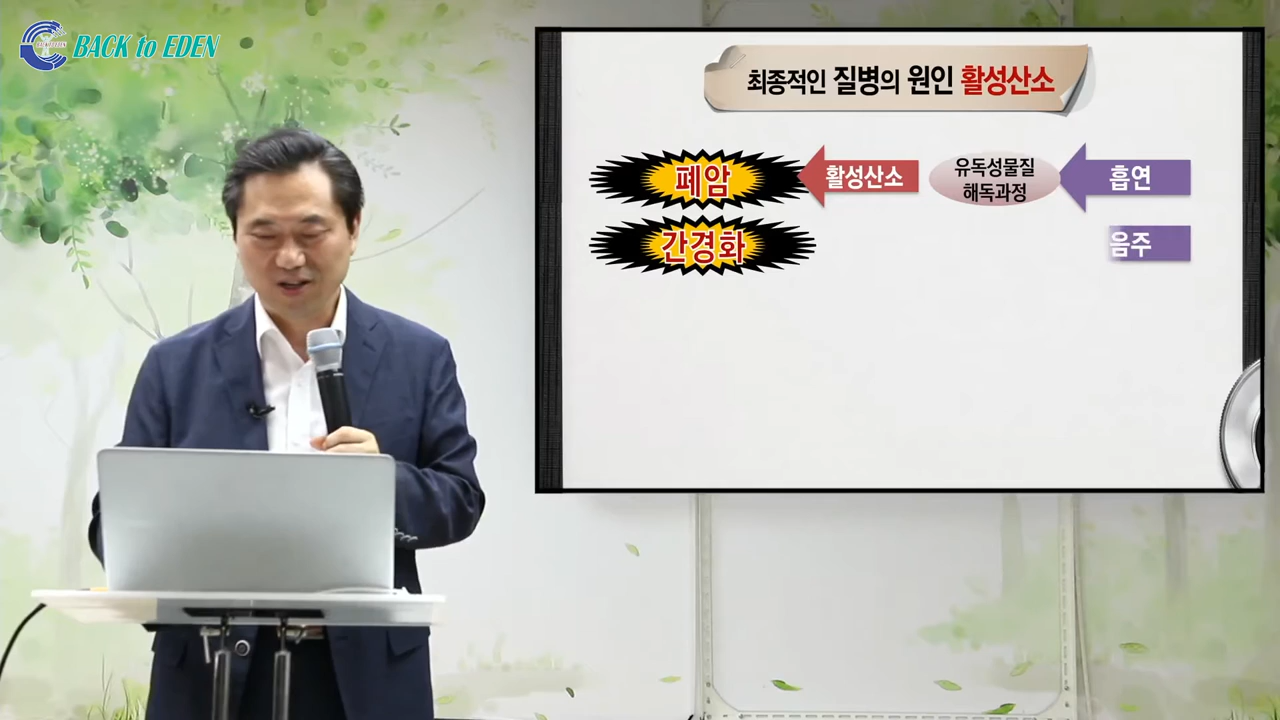 BACK to EDEN
최종적인 질병의 원인 활성산소
폐암
활성산소
유독성물질
해독과정
흡연
간경화
음주